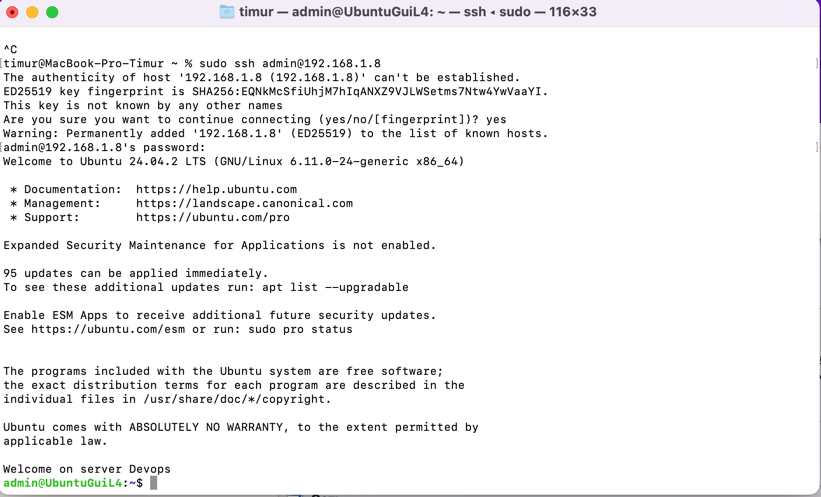 timur — admin@UbuntuGuiL4: ~ — ssh ◂ sudo — 116×33
^C
[timur@MacBook-Pro-Timur ~ % sudo ssh admin@192.168.1.8 ]
The authenticity of host '192.168.1.8 (192.168.1.8)' can't be established.
ED25519 key fingerprint is SHA256:EQNkMcSfiUhjM7hIqANXZ9VJLWSetms7Ntw4YwVaaYI.
This key is not known by any other names
Are you sure you want to continue connecting (yes/no/[fingerprint])? yes
Warning: Permanently added '192.168.1.8' (ED25519) to the list of known hosts.
[admin@192.168.1.8's password: ]
Welcome to Ubuntu 24.04.2 LTS (GNU/Linux 6.11.0-24-generic x86_64)
* Documentation: https://help.ubuntu.com
* Management: https://landscape.canonical.com
* Support: https://ubuntu.com/pro
Expanded Security Maintenance for Applications is not enabled.
95 updates can be applied immediately.
To see these additional updates run: apt list --upgradable
Enable ESM Apps to receive additional future security updates.
See https://ubuntu.com/esm or run: sudo pro status
The programs included with the Ubuntu system are free software;
the exact distribution terms for each program are described in the
individual files in /usr/share/doc/*/copyright.
Ubuntu comes with ABSOLUTELY NO WARRANTY, to the extent permitted by
applicable law.
Welcome on server Devops
admin@UbuntuGuiL4:~$